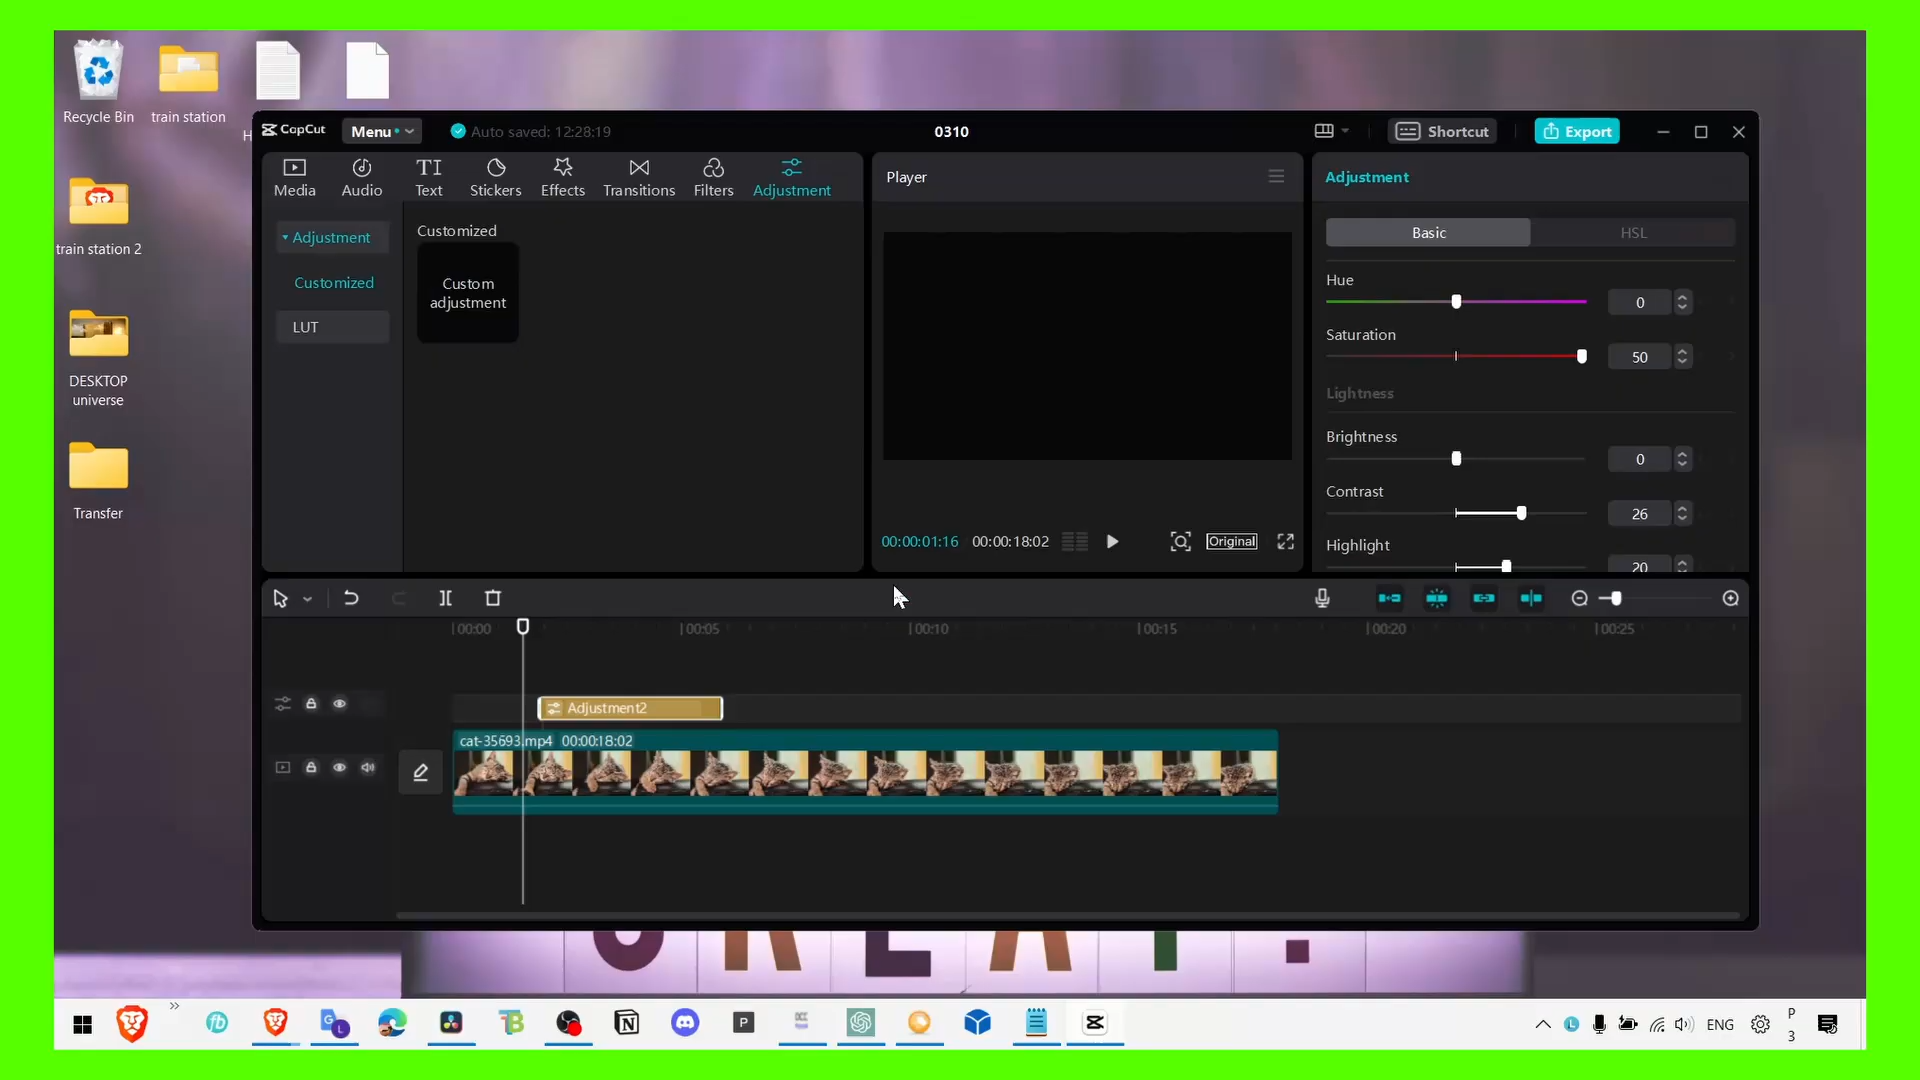 Recycle Bin
train station
train station 2
DESKTOP
universe
Transfer
CapCut
Menu
Auto saved: 12:28:19
0310
Shortcut
Export
Media
Audio
Text
Stickers
Effects
Transitions
Filters
Adjustment
Adjustment
Customized
LUT
Customized
Custom
adjustment
Player
00:00:01:16
00:00:18:02
Original
Adjustment
Basic
HSL
Hue
0
Saturation
50
Lightness
Brightness
0
Contrast
26
Highlight
20
00:00
00:05
00:10
00:15
00:20
00:25
Adjustment2
cat-35693.mp4 00:00:18:02
ENG
P
3